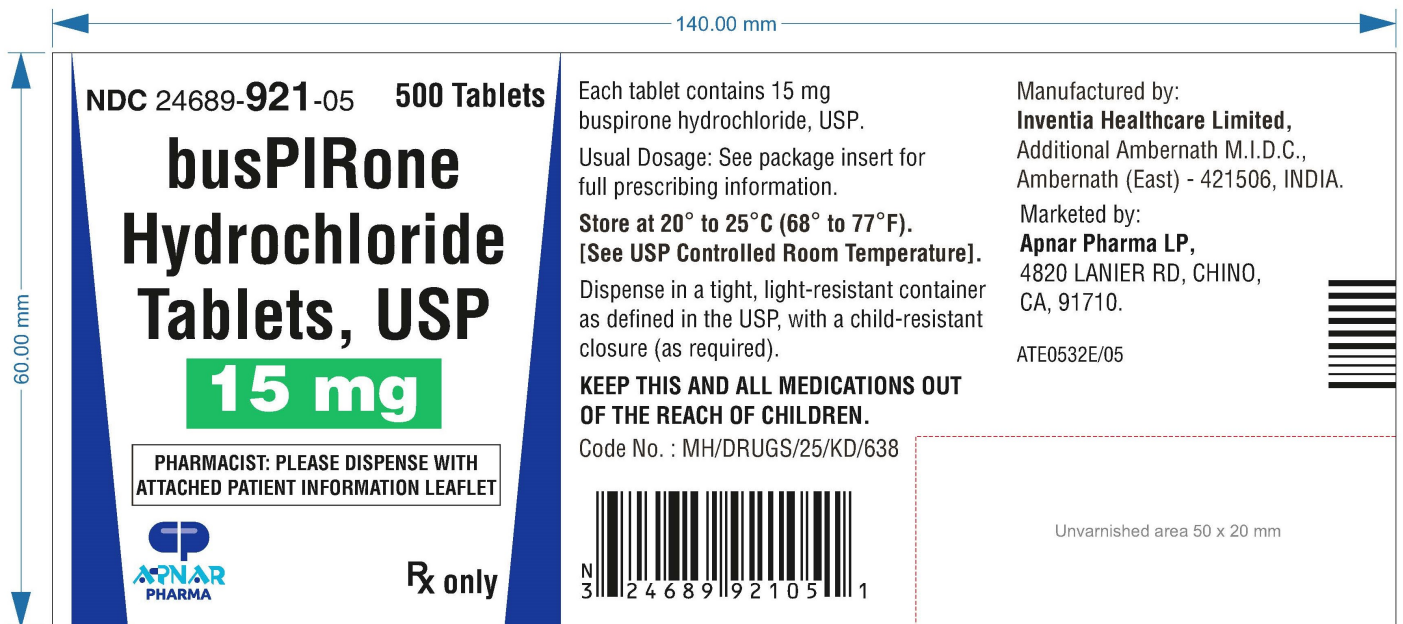 140.00 mm
60.00 mm
NDC 24689-921-05 500 Tablets
busPIRone
Hydrochloride
Tablets, USP
15 mg
PHARMACIST: PLEASE DISPENSE WITH
ATTACHED PATIENT INFORMATION LEAFLET
APNAR
PHARMA
Rx only
Each tablet contains 15 mg
buspirone hydrochloride, USP.
Usual Dosage: See package insert for
full prescribing information.
Store at 20° to 25°C (68° to 77°F).
[See USP Controlled Room Temperature].
Dispense in a tight, light-resistant container
as defined in the USP, with a child-resistant
closure (as required).
KEEP THIS AND ALL MEDICATIONS OUT
OF THE REACH OF CHILDREN.
Code No. : MH/DRUGS/25/KD/638
N
3 24689 92105 1
Manufactured by:
Inventia Healthcare Limited,
Additional Ambernath M.I.D.C.,
Ambernath (East) - 421506, INDIA.
Marketed by:
Apnar Pharma LP,
4820 LANIER RD, CHINO,
CA, 91710.
ATE0532E/05
Unvarnished area 50 x 20 mm